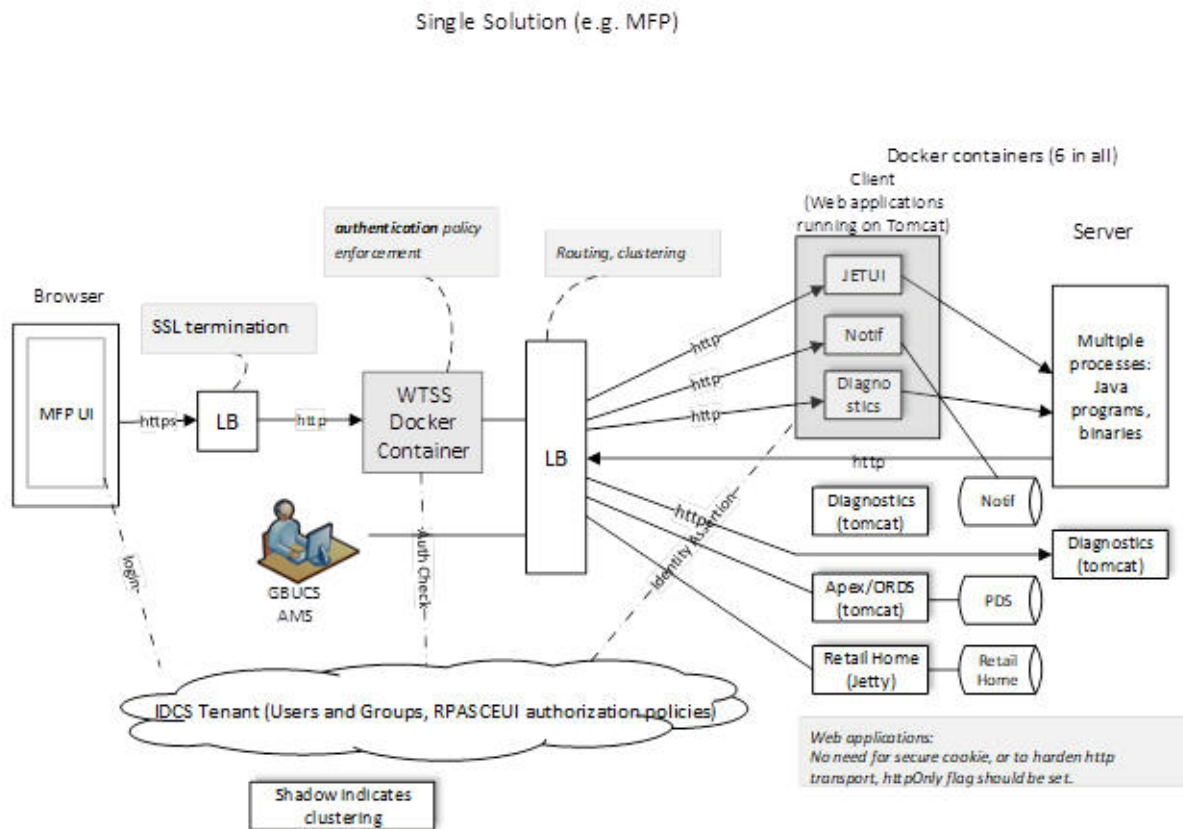 Single Solution (e.g. MFP)
Docker containers (6 in all)
Client
(Web applications
running on Tomcat)
Server
authentication policy
enforcement
Routing, clustering
Browser
SSL termination
JETUI
Notif
Diagno
stics
Multiple
processes:
Java
programs,
binaries
MFP UI
https
LB
http
WTSS
Docker
Container
LB
http
http
http
http
http
Notif
Diagnostics
(tomcat)
Diagnostics
(tomcat)
Apex/ORDS
(tomcat)
PDS
Retail Home
(Jetty)
Retail
Home
GBUCS
AMS
login
Auth Check
Identity Assertion
IDCS Tenant (Users and Groups, RPASCEUI authorization policies)
Web applications:
No need for secure cookie, or to harden http
transport, httpOnly flag should be set.
Shadow indicates
clustering